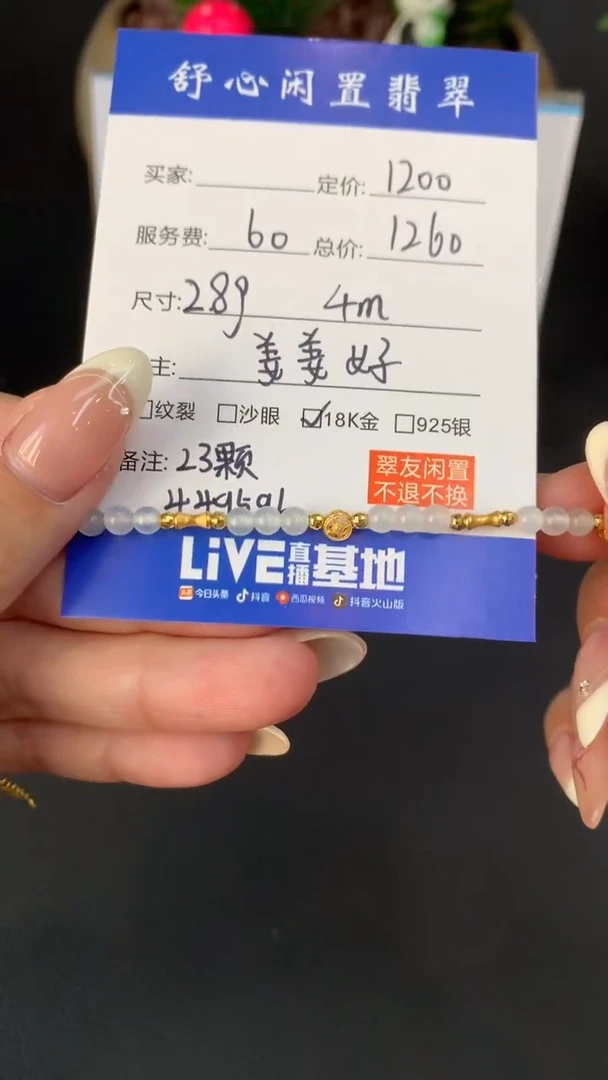 舒心闲置翡翠
买家: 定价: 1200
服务费: 60 总价: 1260
尺寸: 2.8g 4m
主: 姜姜好
纹裂 沙眼 18K金 925银
备注: 23颗
翠友闲置
不退不换
LiVE直播基地
今日头条 抖音 西瓜视频 抖音火山版